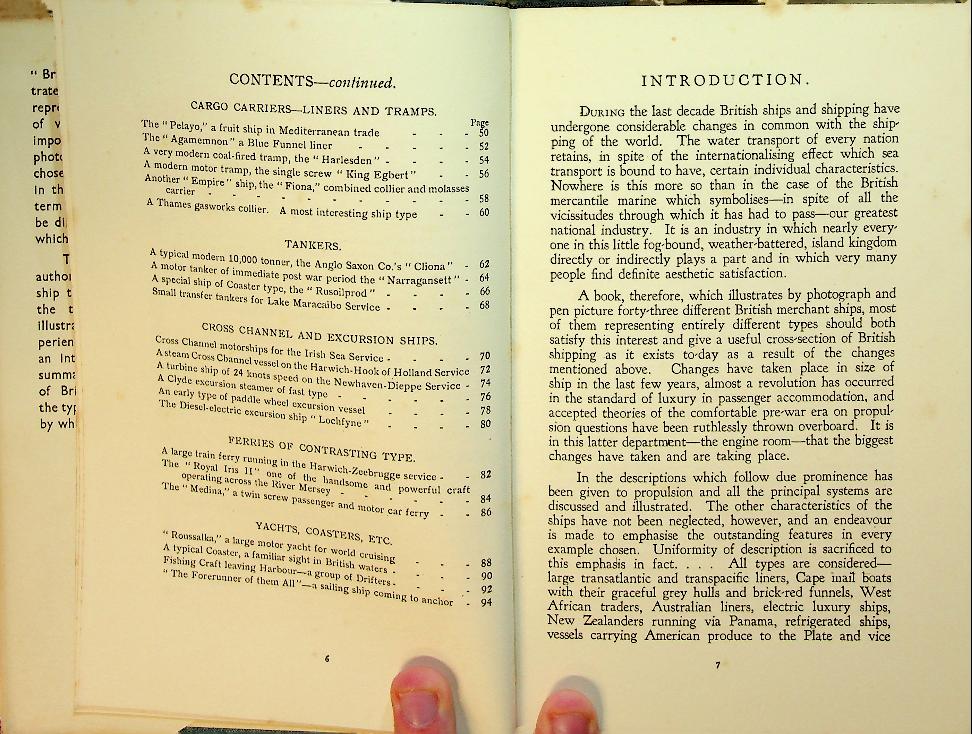 " Br
trate
repr
of v
impo
phot
chose
in th
term
be di
which
T
autho
ship t
the t
illustr
perien
an int
summ
of Bri
the typ
by wh
CONTENTS—continued.
CARGO CARRIERS—LINERS AND TRAMPS.
Page
The "Pelayo," a fruit ship in Mediterranean trade - - - 50
The "Agamemnon" a Blue Funnel liner - - - - - 52
A very modern coal-fired tramp, the "Harlesden" - - - - 54
A modern motor tramp, the single screw "King Egbert" - - - 56
Another "Empire" ship, the "Fiona," combined collier and molasses
carrier - - - - - - - - - 58
A Thames gasworks collier. A most interesting ship type - - 60
TANKERS.
A typical modern 10,000 tonner, the Anglo Saxon Co.'s "Cliona" - 62
A motor tanker of immediate post war period the "Narragansett" - 64
A special ship of Coaster type, the "Rusoilprod" - - - - 66
Small transfer tankers for Lake Maracaibo Service - - - - 68
CROSS CHANNEL AND EXCURSION SHIPS.
Cross Channel motorships for the Irish Sea Service - - - - 70
A steam Cross Channel vessel on the Harwich-Hook of Holland Service 72
A turbine ship of 24 knots speed on the Newhaven-Dieppe Service - 74
A Clyde excursion steamer of fast type - - - - - 76
An early type of paddle wheel excursion vessel - - - - 78
The Diesel-electric excursion ship "Lochfyne" - - - - 80
FERRIES OF CONTRASTING TYPE.
A large train ferry running in the Harwich-Zeebrugge service - - 82
The "Royal Iris II" one of the handsome and powerful craft
operating across the River Mersey - - - - - 84
The "Medina," a twin screw passenger and motor car ferry - - 86
YACHTS, COASTERS, ETC.
"Roussalka," a large motor yacht for world cruising - - - 88
A typical Coaster, a familiar sight in British waters - - - - 90
Fishing Craft leaving Harbour—a group of Drifters - - - - 92
"The Forerunner of them All"—a sailing ship coming to anchor - 94
6
INTRODUCTION.
DURING the last decade British ships and shipping have
undergone considerable changes in common with the ship-
ping of the world. The water transport of every nation
retains, in spite of the internationalising effect which sea
transport is bound to have, certain individual characteristics.
Nowhere is this more so than in the case of the British
mercantile marine which symbolises—in spite of all the
vicissitudes through which it has had to pass—our greatest
national industry. It is an industry in which nearly every-
one in this little fog-bound, weather-battered, island kingdom
directly or indirectly plays a part and in which very many
people find definite aesthetic satisfaction.
A book, therefore, which illustrates by photograph and
pen picture forty-three different British merchant ships, most
of them representing entirely different types should both
satisfy this interest and give a useful cross-section of British
shipping as it exists to-day as a result of the changes
mentioned above. Changes have taken place in size of
ship in the last few years, almost a revolution has occurred
in the standard of luxury in passenger accommodation, and
accepted theories of the comfortable pre-war era on propul-
sion questions have been ruthlessly thrown overboard. It is
in this latter department—the engine room—that the biggest
changes have taken and are taking place.
In the descriptions which follow due prominence has
been given to propulsion and all the principal systems are
discussed and illustrated. The other characteristics of the
ships have not been neglected, however, and an endeavour
is made to emphasise the outstanding features in every
example chosen. Uniformity of description is sacrificed to
this emphasis in fact. . . . All types are considered—
large transatlantic and transpacific liners, Cape mail boats
with their graceful grey hulls and brick-red funnels, West
African traders, Australian liners, electric luxury ships,
New Zealanders running via Panama, refrigerated ships,
vessels carrying American produce to the Plate and vice
7